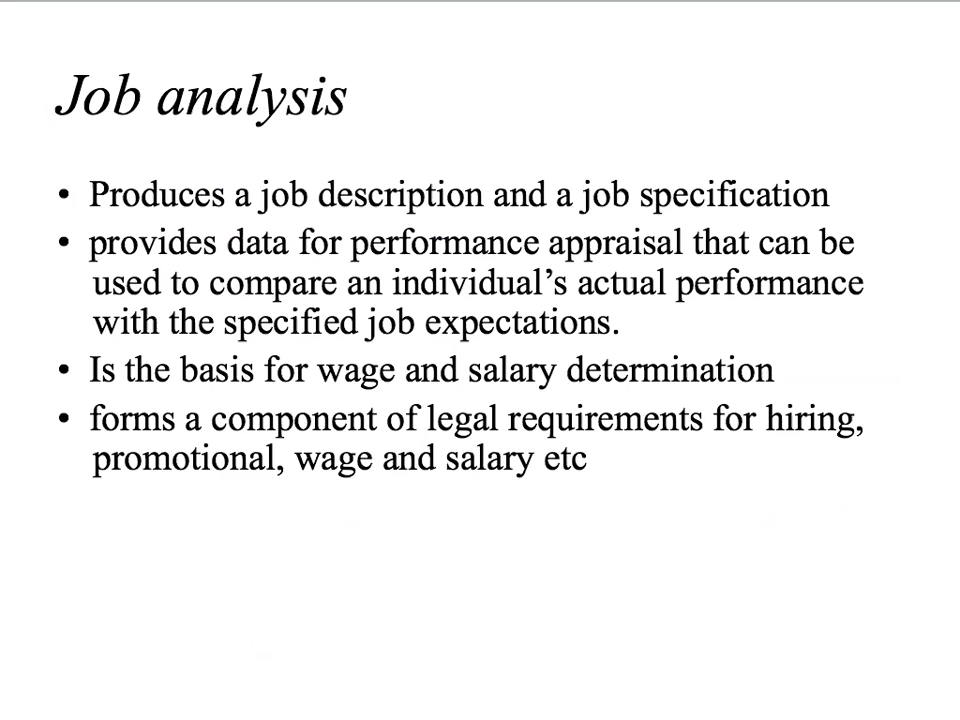 Job analysis
• Produces a job description and a job specification
• provides data for performance appraisal that can be
used to compare an individual’s actual performance
with the specified job expectations.
• Is the basis for wage and salary determination
• forms a component of legal requirements for hiring,
promotional, wage and salary etc